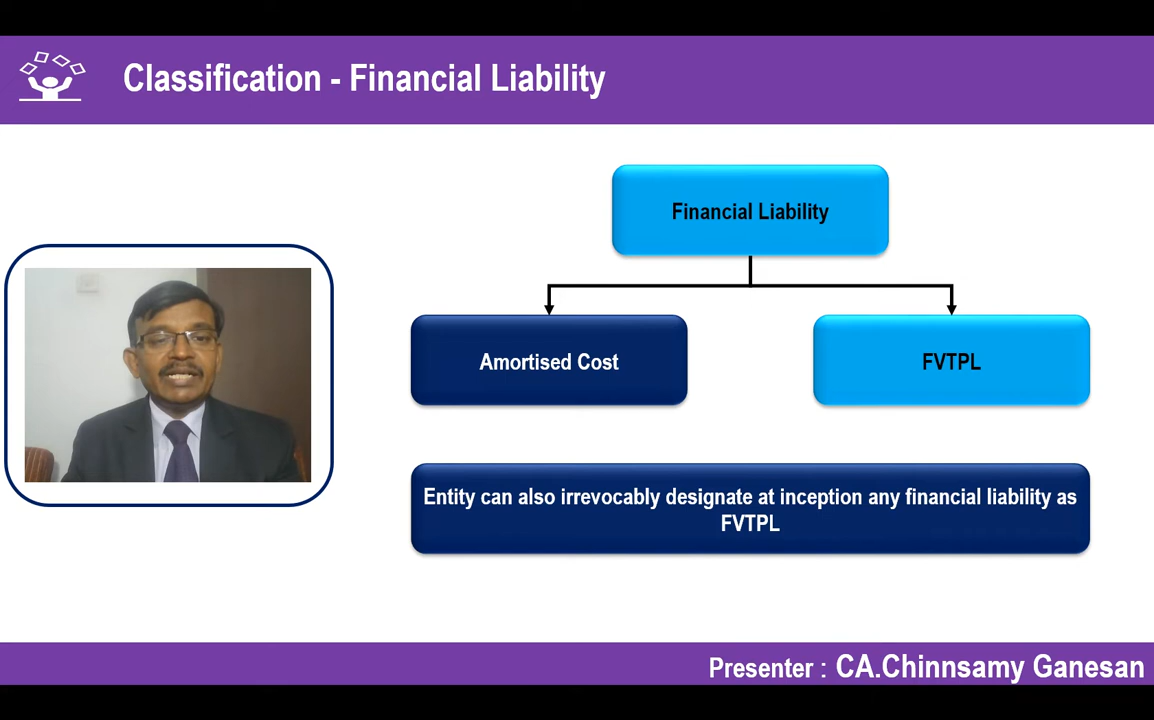 Classification - Financial Liability
Financial Liability
Amortised Cost
FVTPL
Entity can also irrevocably designate at inception any financial liability as
FVTPL
Presenter : CA.Chinnsamy Ganesan